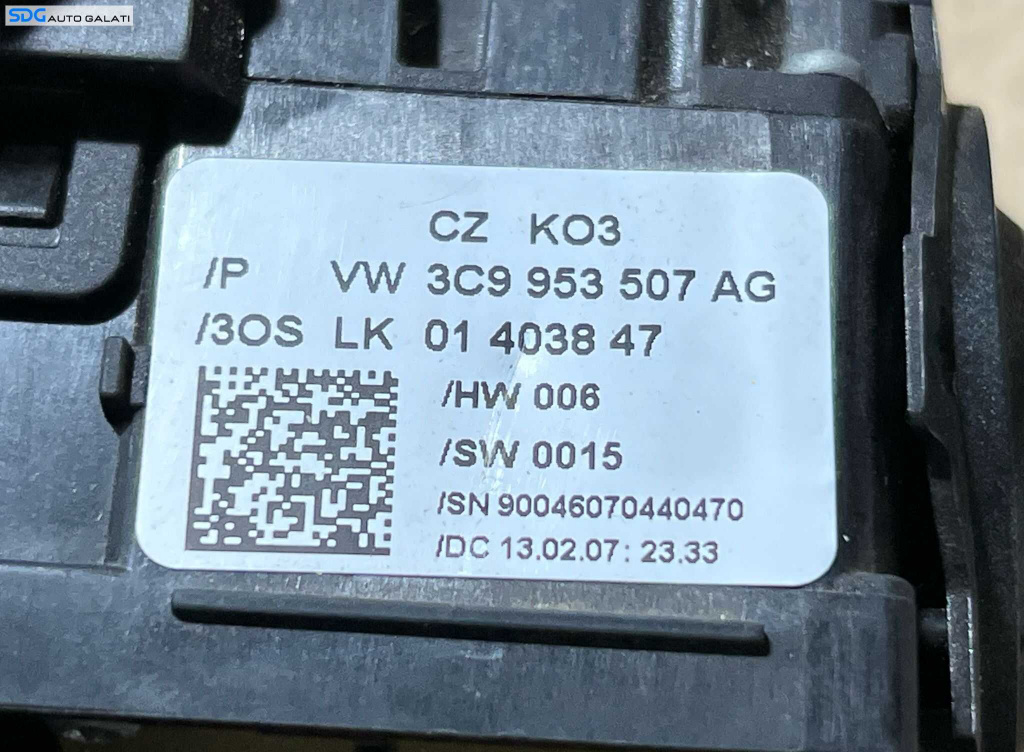 SDG AUTO GALATI
CZ KO3
/P VW 3C9 953 507 AG
/3OS LK 01 4038 47
/HW 006
/SW 0015
/SN 90046070440470
/DC 13.02.07: 23.33